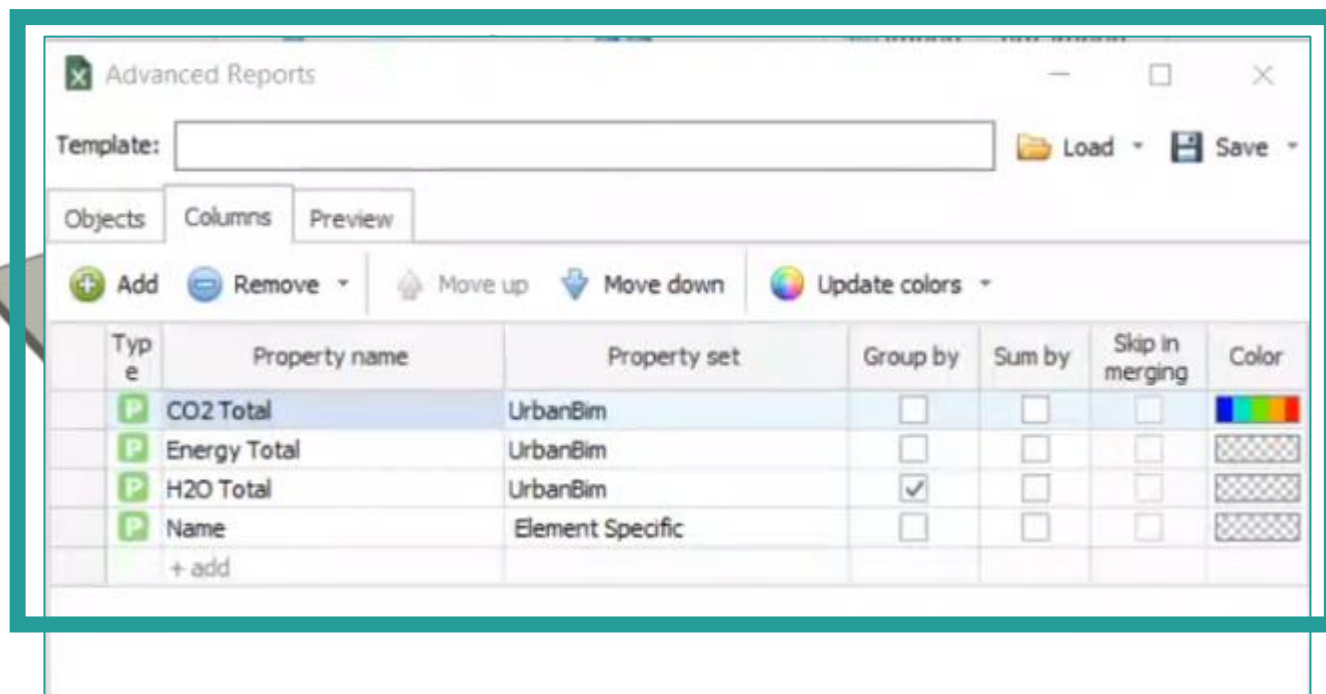 Advanced Reports
Template: Load Save
Objects Columns Preview
Add Remove Move up Move down Update colors
Typ
e Property name Property set Group by Sum by Skip in
merging Color
P CO2 Total UrbanBim
P Energy Total UrbanBim
P H2O Total UrbanBim
P Name Element Specific
+ add